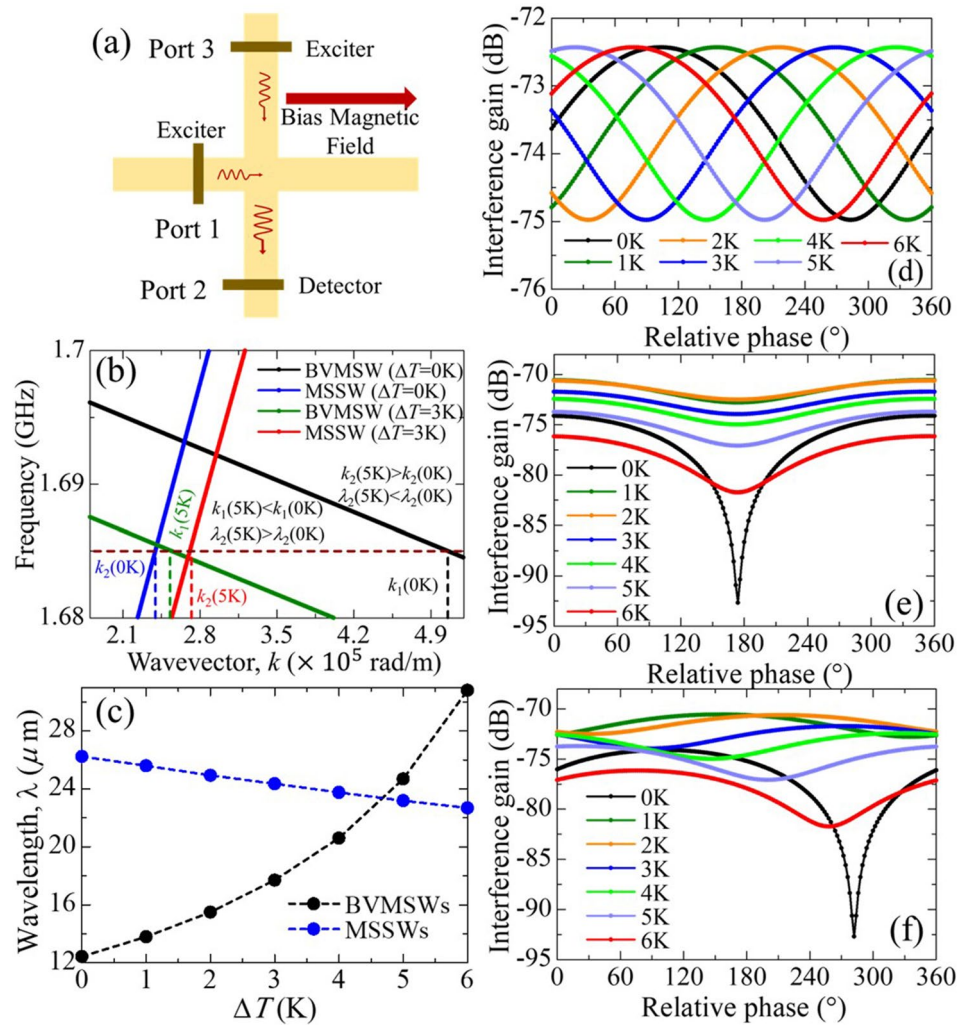 (a)
Port 3
Exciter
Bias Magnetic
Field
Exciter
Port 1
Port 2
Detector
(b)
Frequency (GHz)
1.7
1.69
1.68
BVMSW (ΔT=0K)
MSSW (ΔT=0K)
BVMSW (ΔT=3K)
MSSW (ΔT=3K)
k₂(5K)>k₂(0K)
λ₂(5K)<λ₂(0K)
k₁(5K)<k₁(0K)
λ₂(5K)>λ₂(0K)
k₁(5K)
k₂(0K)
k₂(5K)
k₁(0K)
2.1 2.8 3.5 4.2 4.9
Wavevector, k (× 10⁵ rad/m)
(c)
Wavelength, λ (μm)
28
24
20
16
12
BVMSWs
MSSWs
0 1 2 3 4 5 6
ΔT(K)
(d)
Interference gain (dB)
-72
-73
-74
-75
-76
0K 2K 4K 6K
1K 3K 5K
0 60 120 180 240 300 360
Relative phase (°)
(e)
Interference gain (dB)
-70
-75
-80
-85
-90
-95
0K
1K
2K
3K
4K
5K
6K
0 60 120 180 240 300 360
Relative phase (°)
(f)
Interference gain (dB)
-70
-75
-80
-85
-90
-95
0K
1K
2K
3K
4K
5K
6K
0 60 120 180 240 300 360
Relative phase (°)